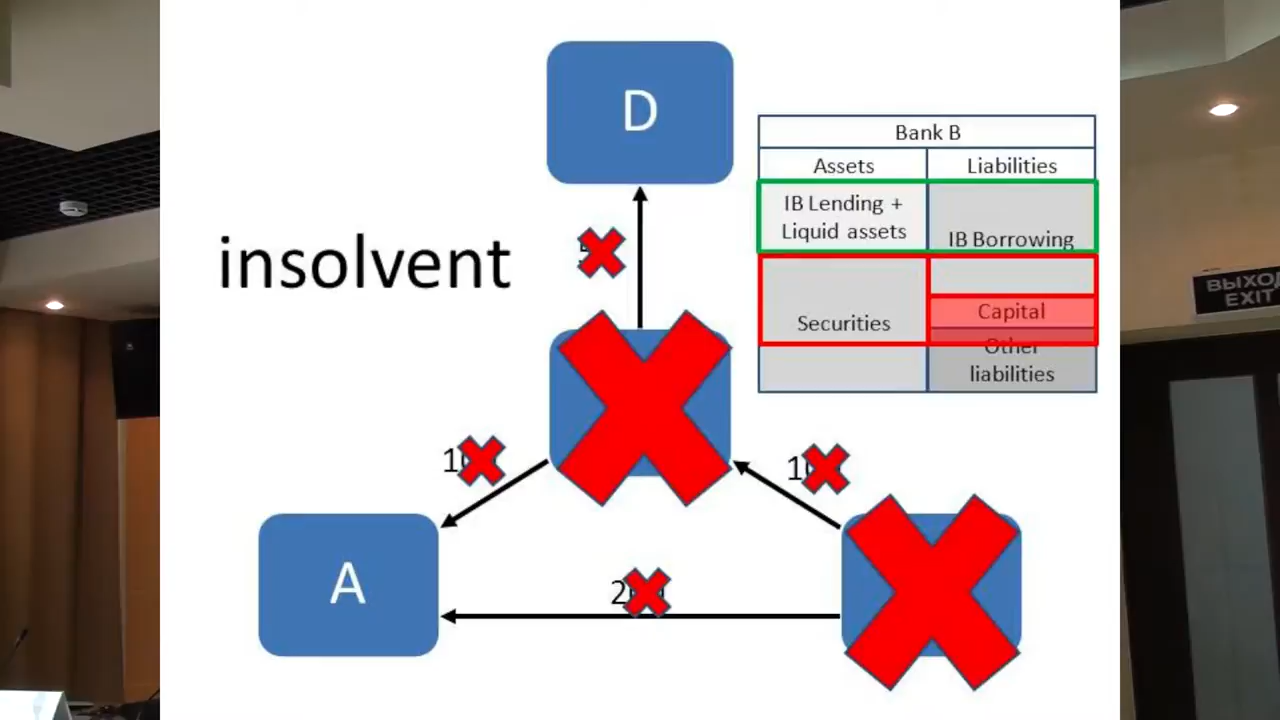 D
Bank B
Assets Liabilities
IB Lending +
Liquid assets
IB Borrowing
insolvent
Capital
Securities
Other
liabilities
ВЫХОД
EXIT
A